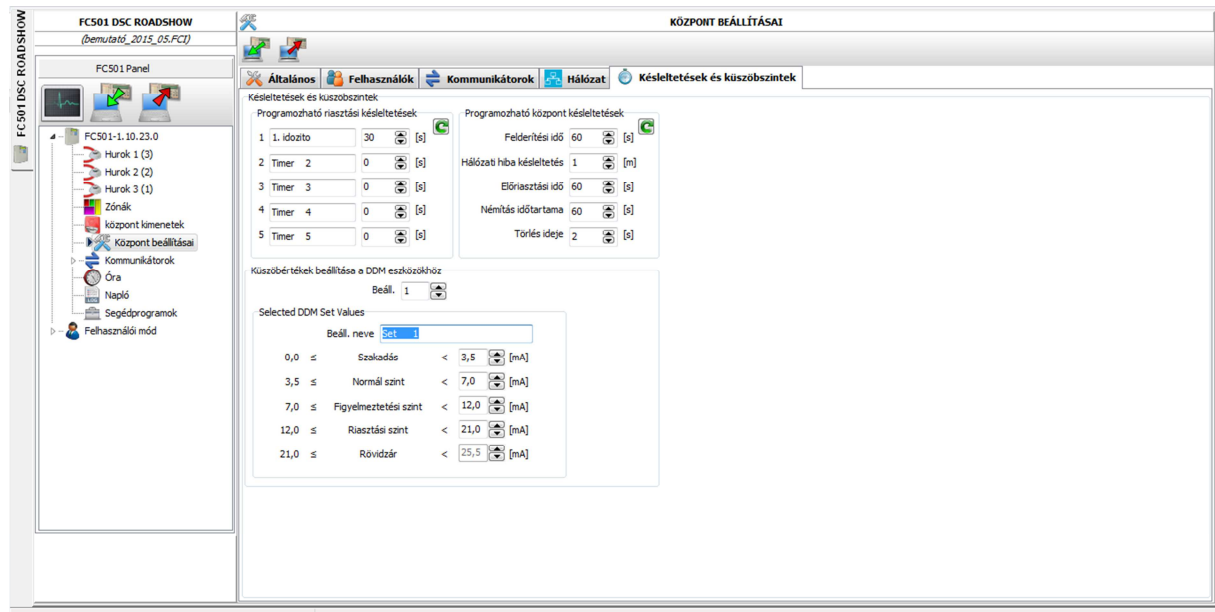 FC501 DSC ROADSHOW
FC501 DSC ROADSHOW
(bemutató_2015_05.FCI)
FC501 Panel
FC501-1.10.23.0
Hurok 1 (3)
Hurok 2 (2)
Hurok 3 (1)
Zónák
központ kimenetek
Központ beállításai
Kommunikátorok
Óra
Napló
Segédprogramok
Felhasználói mód
KÖZPONT BEÁLLÍTÁSAI
Általános Felhasználók Kommunikátorok Hálózat Késleltetések és küszöbszintek
Késleltetések és küszöbszintek
Programozható riasztási késleltetések
1 1. idozito 30 [s]
2 Timer 2 0 [s]
3 Timer 3 0 [s]
4 Timer 4 0 [s]
5 Timer 5 0 [s]
Programozható központ késleltetések
Felderítési idő 60 [s]
Hálózati hiba késleltetés 1 [m]
Előriasztási idő 60 [s]
Némítás időtartama 60 [s]
Törlés ideje 2 [s]
Küszöbértékek beállítása a DDM eszközökhöz
Beáll. 1
Selected DDM Set Values
Beáll. neve Set 1
0,0 ≤ Szakadás < 3,5 [mA]
3,5 ≤ Normál szint < 7,0 [mA]
7,0 ≤ Figyelmeztetési szint < 12,0 [mA]
12,0 ≤ Riasztási szint < 21,0 [mA]
21,0 ≤ Rövidzár < 25,5 [mA]